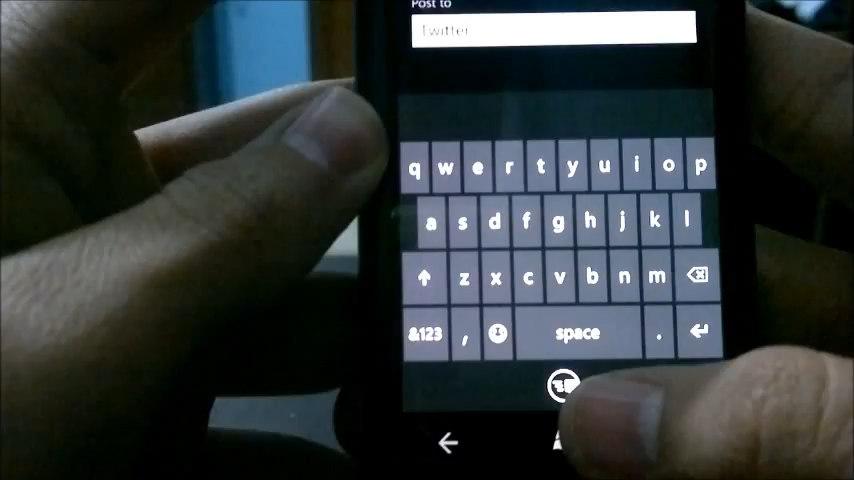 Post to
Twitter
q w e r t y u i o p
a s d f g h j k l
z x c v b n m
&123 , space .